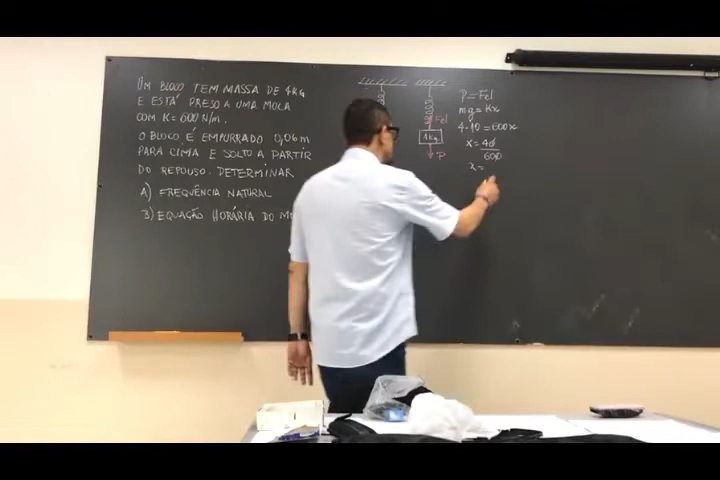 UM BLOCO TEM MASSA DE 4KG
E ESTÁ PRESO A UMA MOLA
COM K=600 N/m.
O BLOCO É EMPURRADO 0,06m
PARA CIMA E SOLTO A PARTIR
DO REPOUSO. DETERMINAR
A) FREQUÊNCIA NATURAL
3) EQUAÇÃO HORÁRIA DO
Fel
4kg
P
P=Fel
mg=Kx
4·10=600x
x=40
600
x=